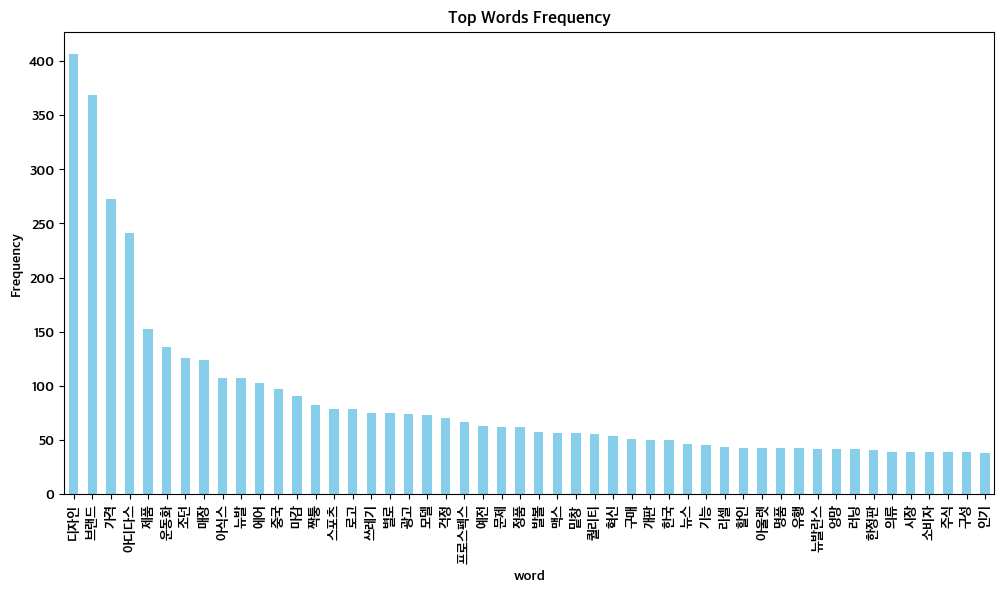 Top Words Frequency
Frequency
400
350
300
250
200
150
100
50
0
디자인
브랜드
가격
아디다스
제품
운동화
조던
매장
아식스
뉴발
에어
중국
마감
짝퉁
스포츠
로고
쓰레기
별로
광고
모델
걱정
프로스펙스
예전
문제
정품
발볼
맥스
밑창
퀄리티
혁신
구매
개판
한국
뉴스
기능
리셀
할인
아울렛
명품
유행
뉴발란스
양말
러닝
한정판
의류
시장
소비자
주식
구성
인기
word